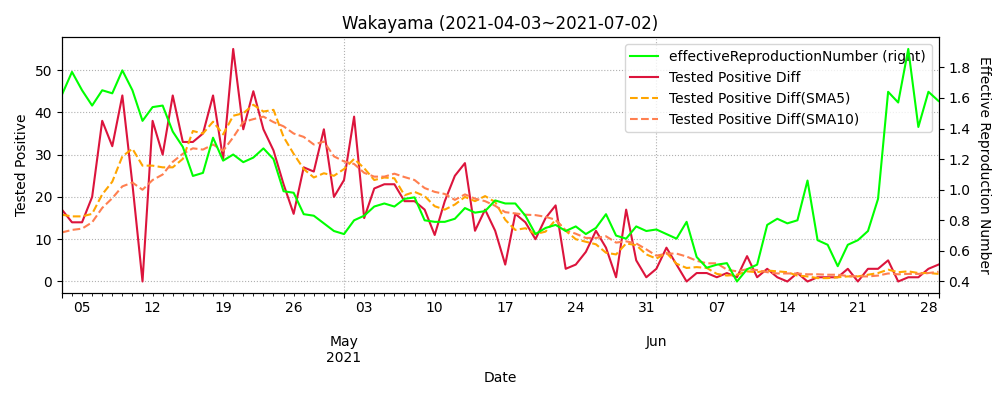 Wakayama (2021-04-03~2021-07-02)
effectiveReproductionNumber (right)
Tested Positive Diff
Tested Positive Diff(SMA5)
Tested Positive Diff(SMA10)
Tested Positive
50
40
30
20
10
0
Effective Reproduction Number
1.8
1.6
1.4
1.2
1.0
0.8
0.6
0.4
05 12 19 26 03 10 17 24 31 07 14 21 28
May Jun
2021
Date